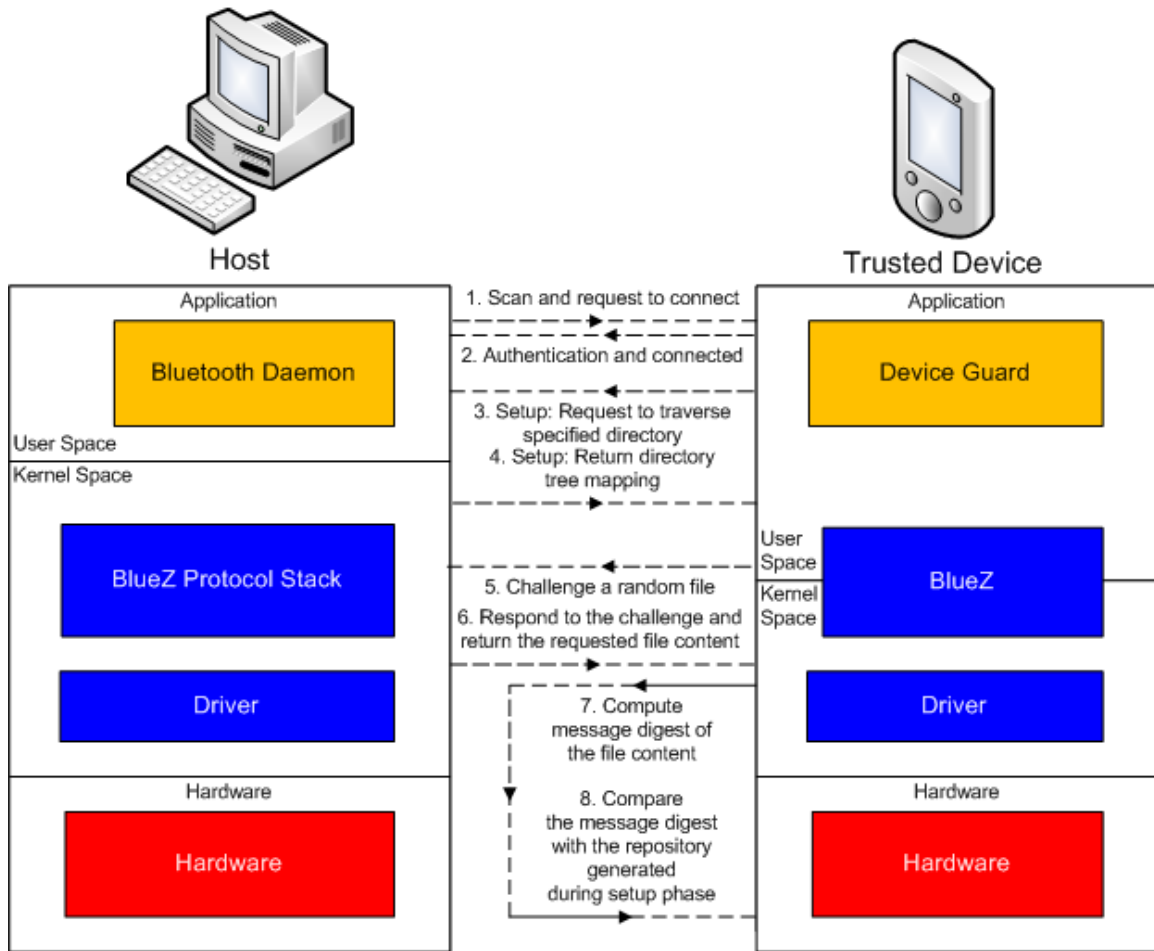 Host
Trusted Device
Application
Bluetooth Daemon
User Space
Kernel Space
BlueZ Protocol Stack
Driver
Hardware
Hardware
1. Scan and request to connect
2. Authentication and connected
3. Setup: Request to traverse
specified directory
4. Setup: Return directory
tree mapping
5. Challenge a random file
6. Respond to the challenge and
return the requested file content
7. Compute
message digest of
the file content
8. Compare
the message digest
with the repository
generated
during setup phase
Application
Device Guard
User
Space
BlueZ
Kernel
Space
Driver
Hardware
Hardware